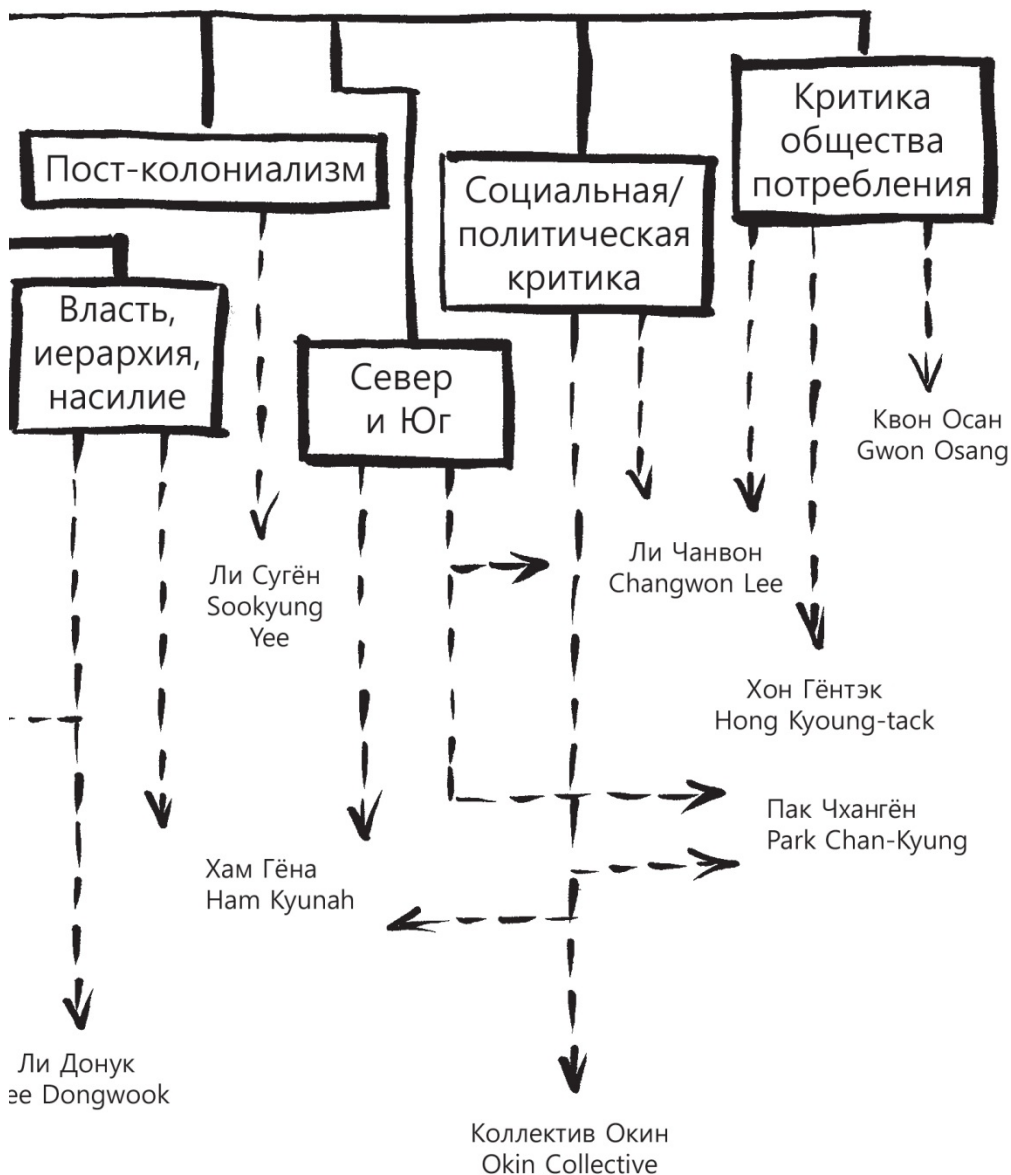 Критика
общества
потребления
Пост-колониализм
Социальная/
политическая
критика
Власть,
иерархия,
насилие
Север
и Юг
Квон Осан
Gwon Osang
Ли Сугён
Sookyung
Yee
Ли Чанвон
Changwon Lee
Хон Гёнтэк
Hong Kyoung-tack
Пак Чхангён
Park Chan-Kyung
Хам Гёна
Ham Kyunah
Ли Донук
ee Dongwook
Коллектив Окин
Okin Collective